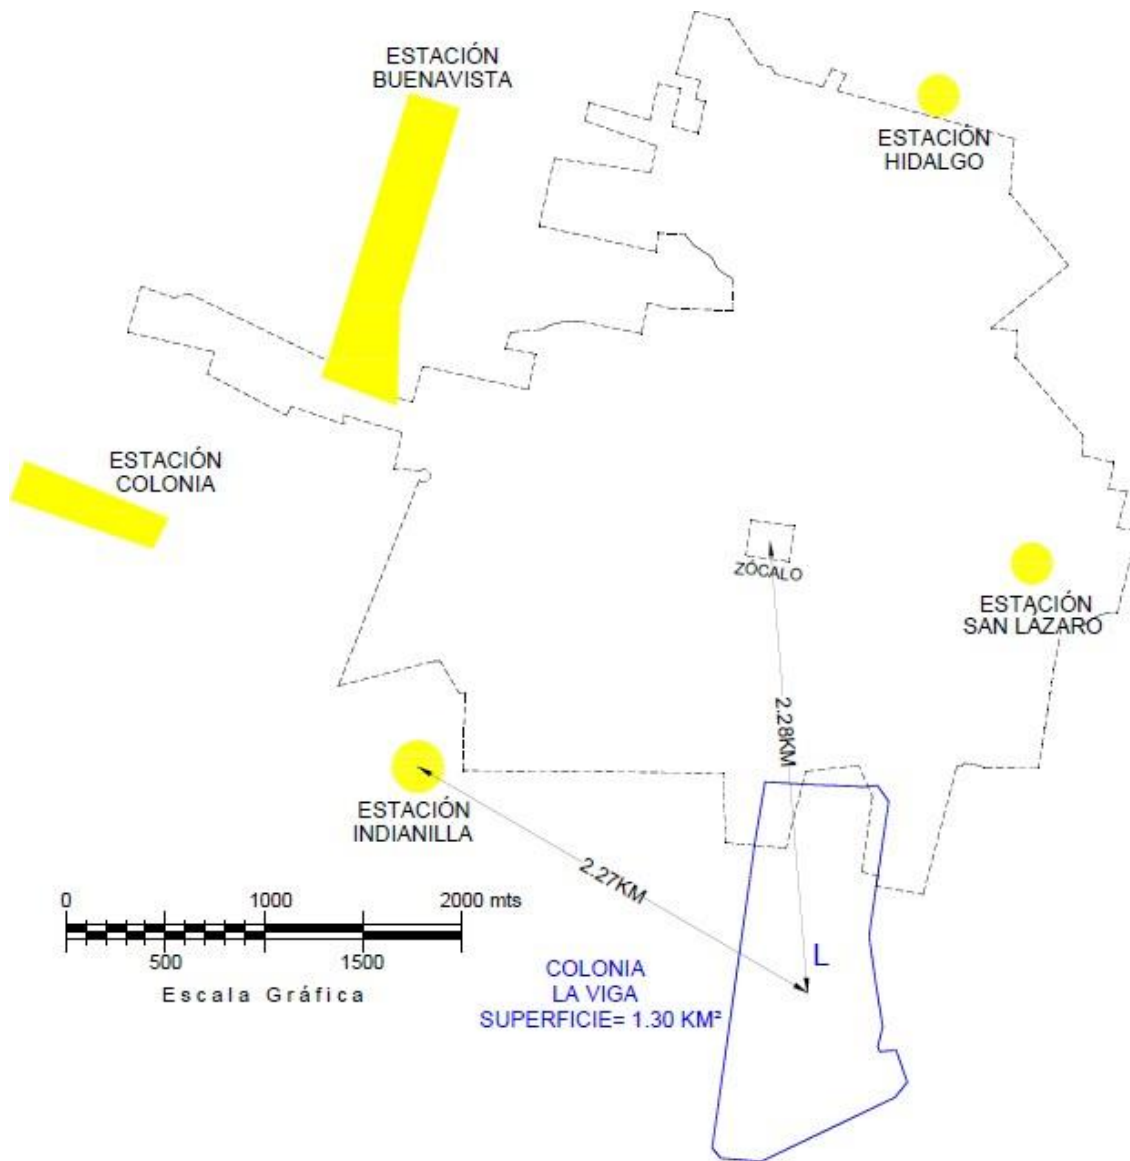 ESTACIÓN
BUENAVISTA
ESTACIÓN
HIDALGO
ESTACIÓN
COLONIA
ZÓCALO
ESTACIÓN
SAN LÁZARO
2.28KM
ESTACIÓN
INDIANILLA
2.27KM
0 1000 2000 mts
500 1500
Escala Gráfica
L
COLONIA
LA VIGA
SUPERFICIE= 1.30 KM²